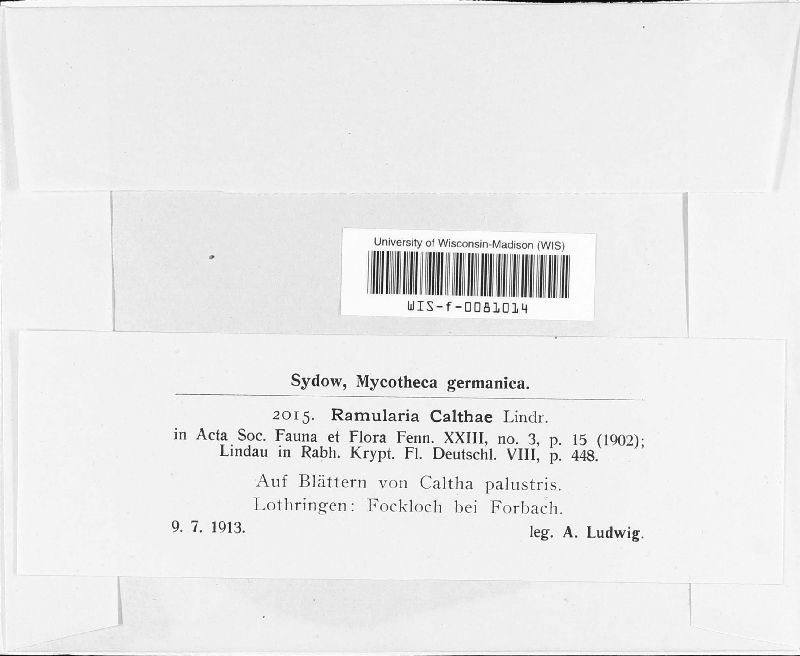 University of Wisconsin-Madison (WIS)
WIS-f-0081014
Sydow, Mycotheca germanica.
2015. Ramularia Calthae Lindr.
in Acta Soc. Fauna et Flora Fenn. XXIII, no. 3, p. 15 (1902);
Lindau in Rabh. Krypt. Fl. Deutschl. VIII, p. 448.
Auf Blättern von Caltha palustris.
Lothringen: Fockloch bei Forbach.
9. 7. 1913. leg. A. Ludwig.